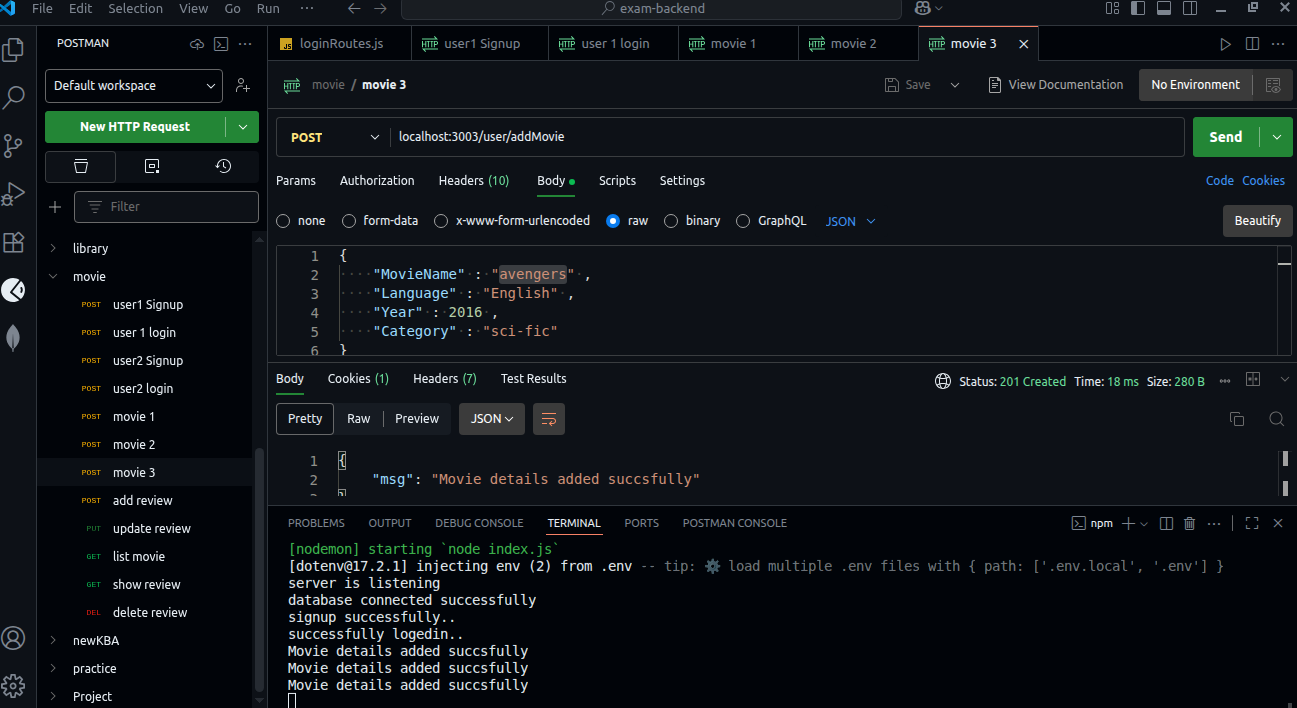 File Edit Selection View Go Run ··· ← → exam-backend
POSTMAN ···
JS loginRoutes.js HTTP user1 Signup HTTP user 1 login HTTP movie 1 HTTP movie 2 HTTP movie 3 ···
Default workspace
HTTP movie / movie 3 Save View Documentation No Environment
New HTTP Request
POST localhost:3003/user/addMovie Send
Params Authorization Headers (10) Body Scripts Settings Code Cookies
Filter
none form-data x-www-form-urlencoded raw binary GraphQL JSON Beautify
library
movie
POST user1 Signup
POST user 1 login
POST user2 Signup
POST user2 login
POST movie 1
POST movie 2
POST movie 3
POST add review
PUT update review
GET list movie
GET show review
DEL delete review
newKBA
practice
Project
1 {
2 "MovieName" : "avengers" ,
3 "Language" : "English" ,
4 "Year" : 2016 ,
5 "Category" : "sci-fic"
6 }
Body Cookies (1) Headers (7) Test Results Status: 201 Created Time: 18 ms Size: 280 B ···
Pretty Raw Preview JSON
1 {
2 "msg": "Movie details added succsfully"
3 }
PROBLEMS OUTPUT DEBUG CONSOLE TERMINAL PORTS POSTMAN CONSOLE npm ···
[nodemon] starting `node index.js`
[dotenv@17.2.1] injecting env (2) from .env -- tip: ⚙️ load multiple .env files with { path: ['.env.local', '.env'] }
server is listening
database connected successfully
signup successfully..
successfully logedin..
Movie details added succsfully
Movie details added succsfully
Movie details added succsfully